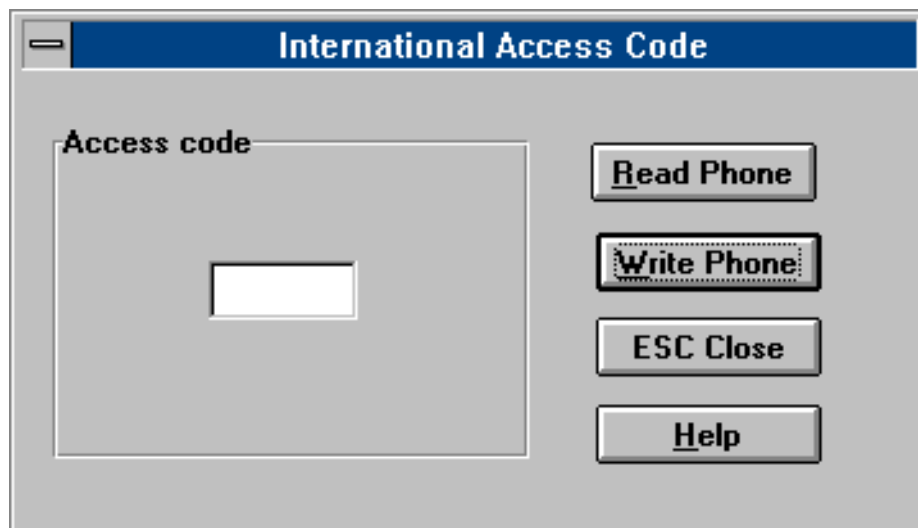 International Access Code
Access code
Read Phone
Write Phone
ESC Close
Help